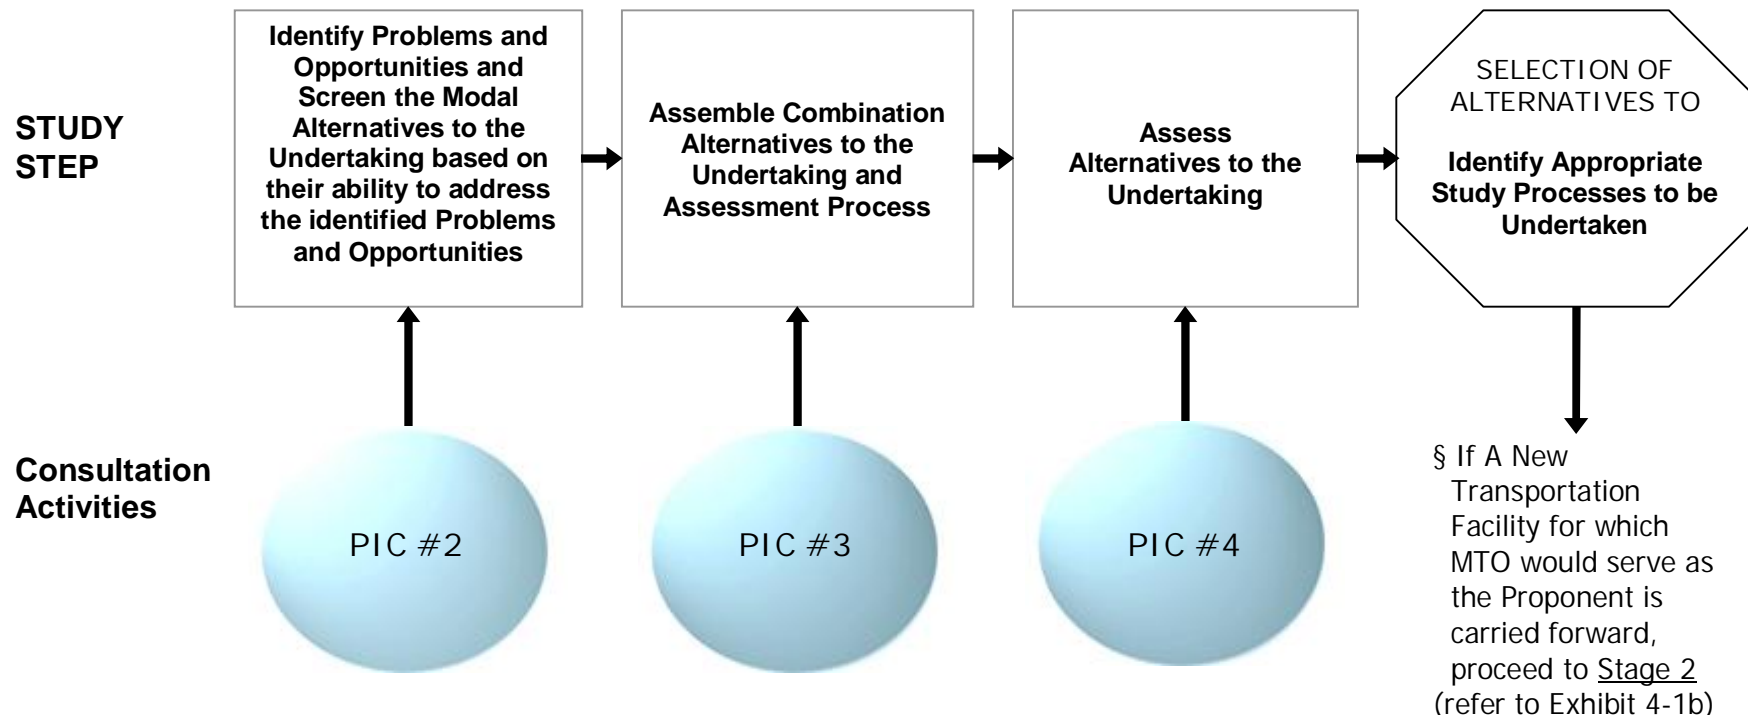 STUDY
STEP
Identify Problems and
Opportunities and
Screen the Modal
Alternatives to the
Undertaking based on
their ability to address
the identified Problems
and Opportunities
Assemble Combination
Alternatives to the
Undertaking and
Assessment Process
Assess
Alternatives to the
Undertaking
SELECTION OF
ALTERNATIVES TO
Identify Appropriate
Study Processes to be
Undertaken
Consultation
Activities
PIC #2
PIC #3
PIC #4
§ If A New
Transportation
Facility for which
MTO would serve as
the Proponent is
carried forward,
proceed to Stage 2
(refer to Exhibit 4-1b)